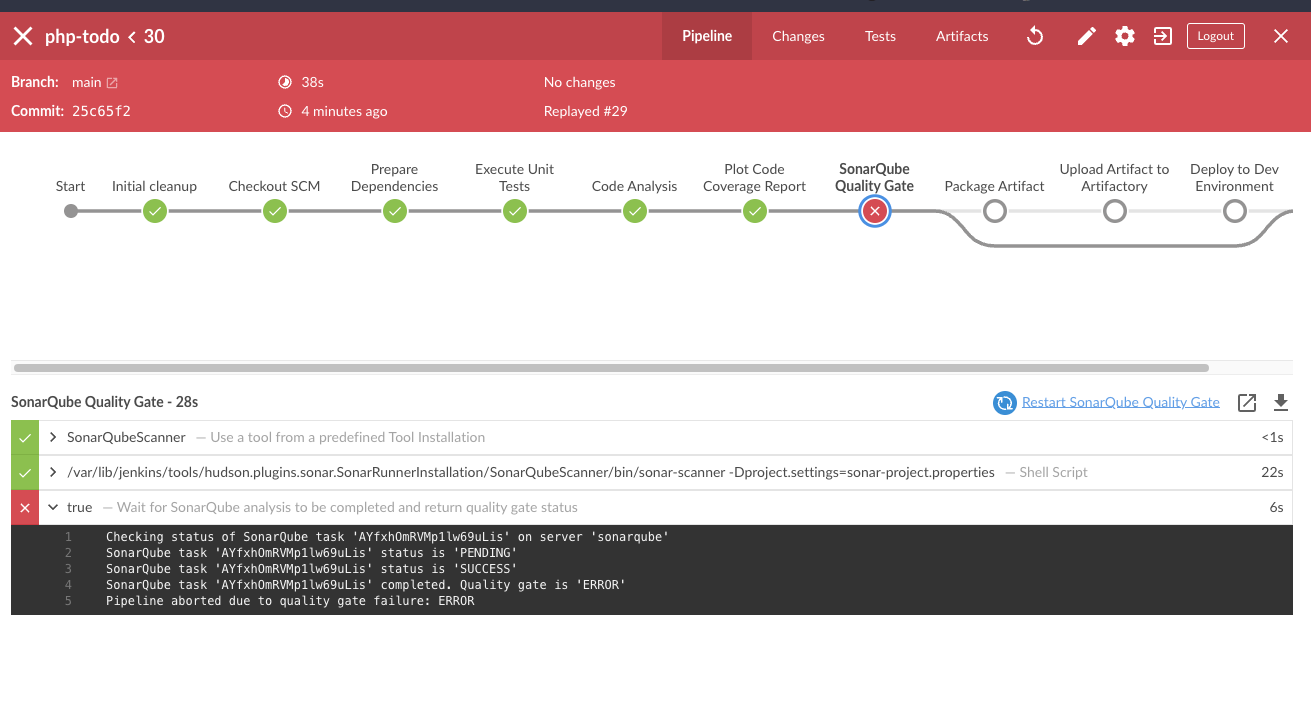 php-todo < 30
Pipeline Changes Tests Artifacts Logout
Branch: main 38s No changes
Commit: 25c65f2 4 minutes ago Replayed #29
Start
Initial cleanup
Checkout SCM
Prepare
Dependencies
Execute Unit
Tests
Code Analysis
Plot Code
Coverage Report
SonarQube
Quality Gate
Package Artifact
Upload Artifact to
Artifactory
Deploy to Dev
Environment
SonarQube Quality Gate - 28s Restart SonarQube Quality Gate
SonarQubeScanner — Use a tool from a predefined Tool Installation <1s
/var/lib/jenkins/tools/hudson.plugins.sonar.SonarRunnerInstallation/SonarQubeScanner/bin/sonar-scanner -Dproject.settings=sonar-project.properties — Shell Script 22s
true — Wait for SonarQube analysis to be completed and return quality gate status 6s
1 Checking status of SonarQube task 'AYfxhOmRVMp1lw69uLis' on server 'sonarqube'
2 SonarQube task 'AYfxhOmRVMp1lw69uLis' status is 'PENDING'
3 SonarQube task 'AYfxhOmRVMp1lw69uLis' status is 'SUCCESS'
4 SonarQube task 'AYfxhOmRVMp1lw69uLis' completed. Quality gate is 'ERROR'
5 Pipeline aborted due to quality gate failure: ERROR